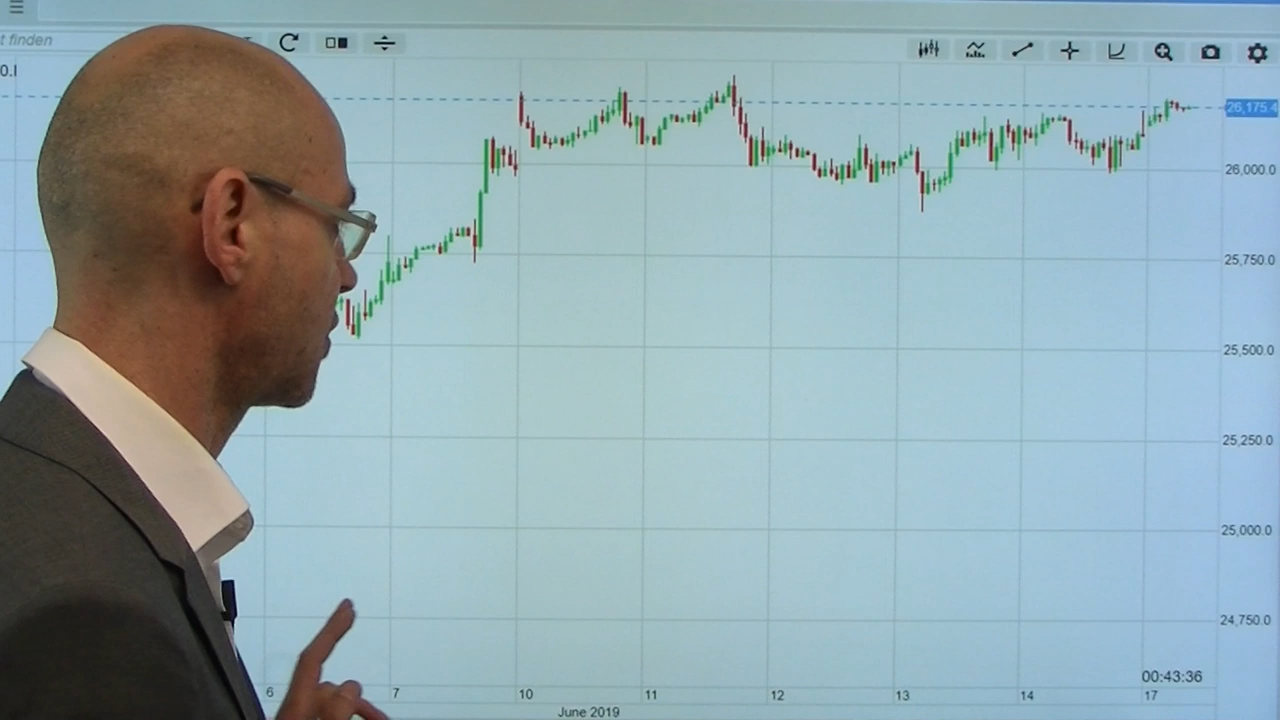 t finden
0.I
26,175.4
26,000.0
25,750.0
25,500.0
25,250.0
25,000.0
24,750.0
00:43:36
6 7 10 11 12 13 14 17
June 2019